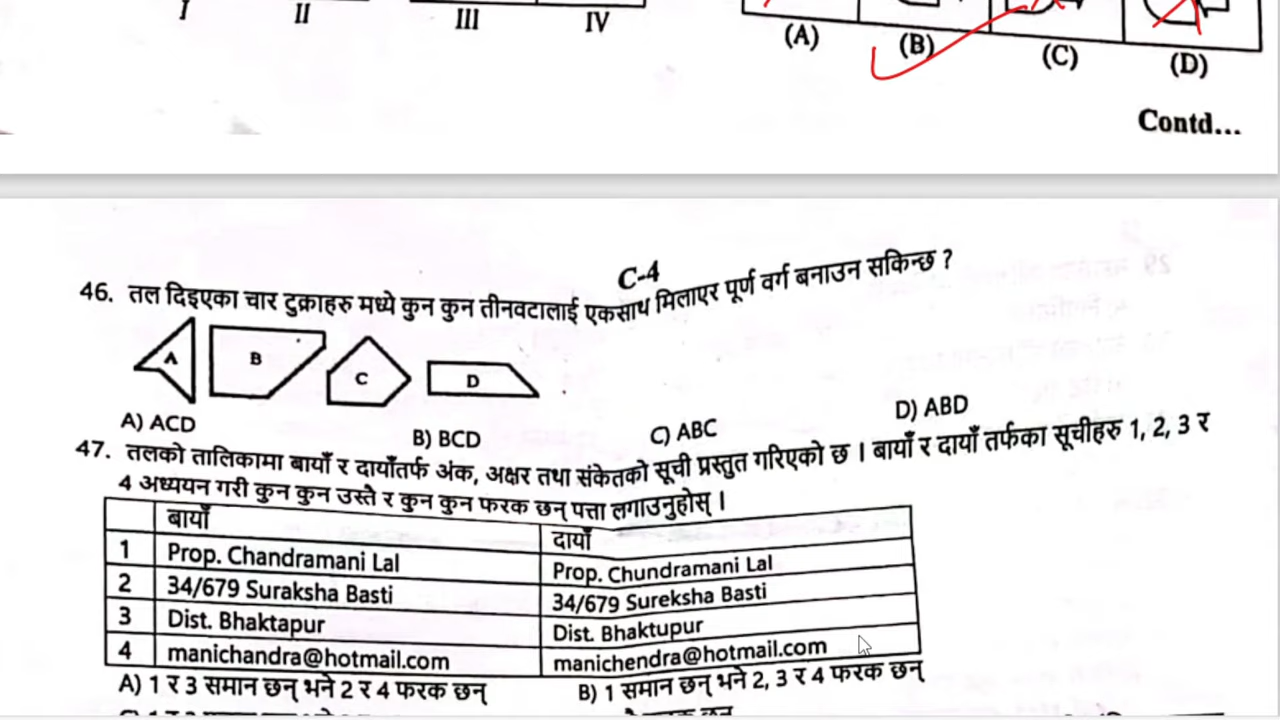 I II III IV
(A) (B) (C) (D)
Contd...
C-4
46. तल दिइएका चार टुक्राहरु मध्ये कुन कुन तीनवटालाई एकसाथ मिलाएर पूर्ण वर्ग बनाउन सकिन्छ ?
A B C D
A) ACD B) BCD C) ABC D) ABD
47. तलको तालिकामा बायाँ र दायाँतर्फ अंक, अक्षर तथा संकेतको सूची प्रस्तुत गरिएको छ । बायाँ र दायाँ तर्फका सूचीहरु 1, 2, 3 र
4 अध्ययन गरी कुन कुन उस्तै र कुन कुन फरक छन् पत्ता लगाउनुहोस् ।
बायाँ दायाँ
1 Prop. Chandramani Lal Prop. Chundramani Lal
2 34/679 Suraksha Basti 34/679 Sureksha Basti
3 Dist. Bhaktapur Dist. Bhaktupur
4 manichandra@hotmail.com manichendra@hotmail.com
A) 1 र 3 समान छन् भने 2 र 4 फरक छन् B) 1 समान छन् भने 2, 3 र 4 फरक छन्